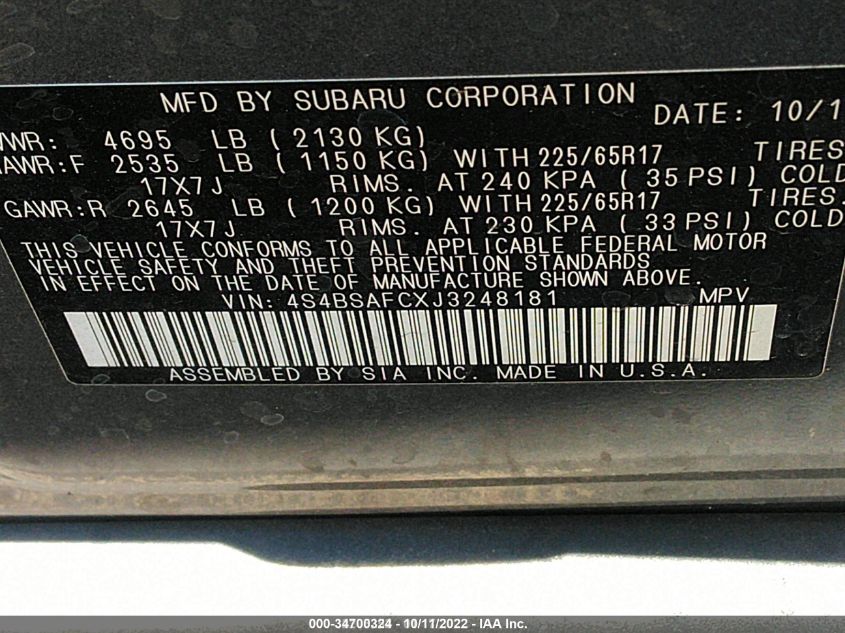 MFD BY SUBARU CORPORATION DATE: 10/1
VWR: 4695 LB ( 2130 KG)
AWR:F 2535 LB ( 1150 KG) WITH 225/65R17 TIRES
17X7J RIMS. AT 240 KPA ( 35 PSI) COLD
GAWR:R 2645 LB ( 1200 KG) WITH 225/65R17 TIRES.
17X7J RIMS. AT 230 KPA ( 33 PSI) COLD
THIS VEHICLE CONFORMS TO ALL APPLICABLE FEDERAL MOTOR
VEHICLE SAFETY AND THEFT PREVENTION STANDARDS
IN EFFECT ON THE DATE OF MANUFACTURE SHOWN ABOVE.
VIN: 4S4BSAFCXJ3248181 MPV
ASSEMBLED BY SIA INC. MADE IN U.S.A.
000-34700324 - 10/11/2022 - IAA Inc.